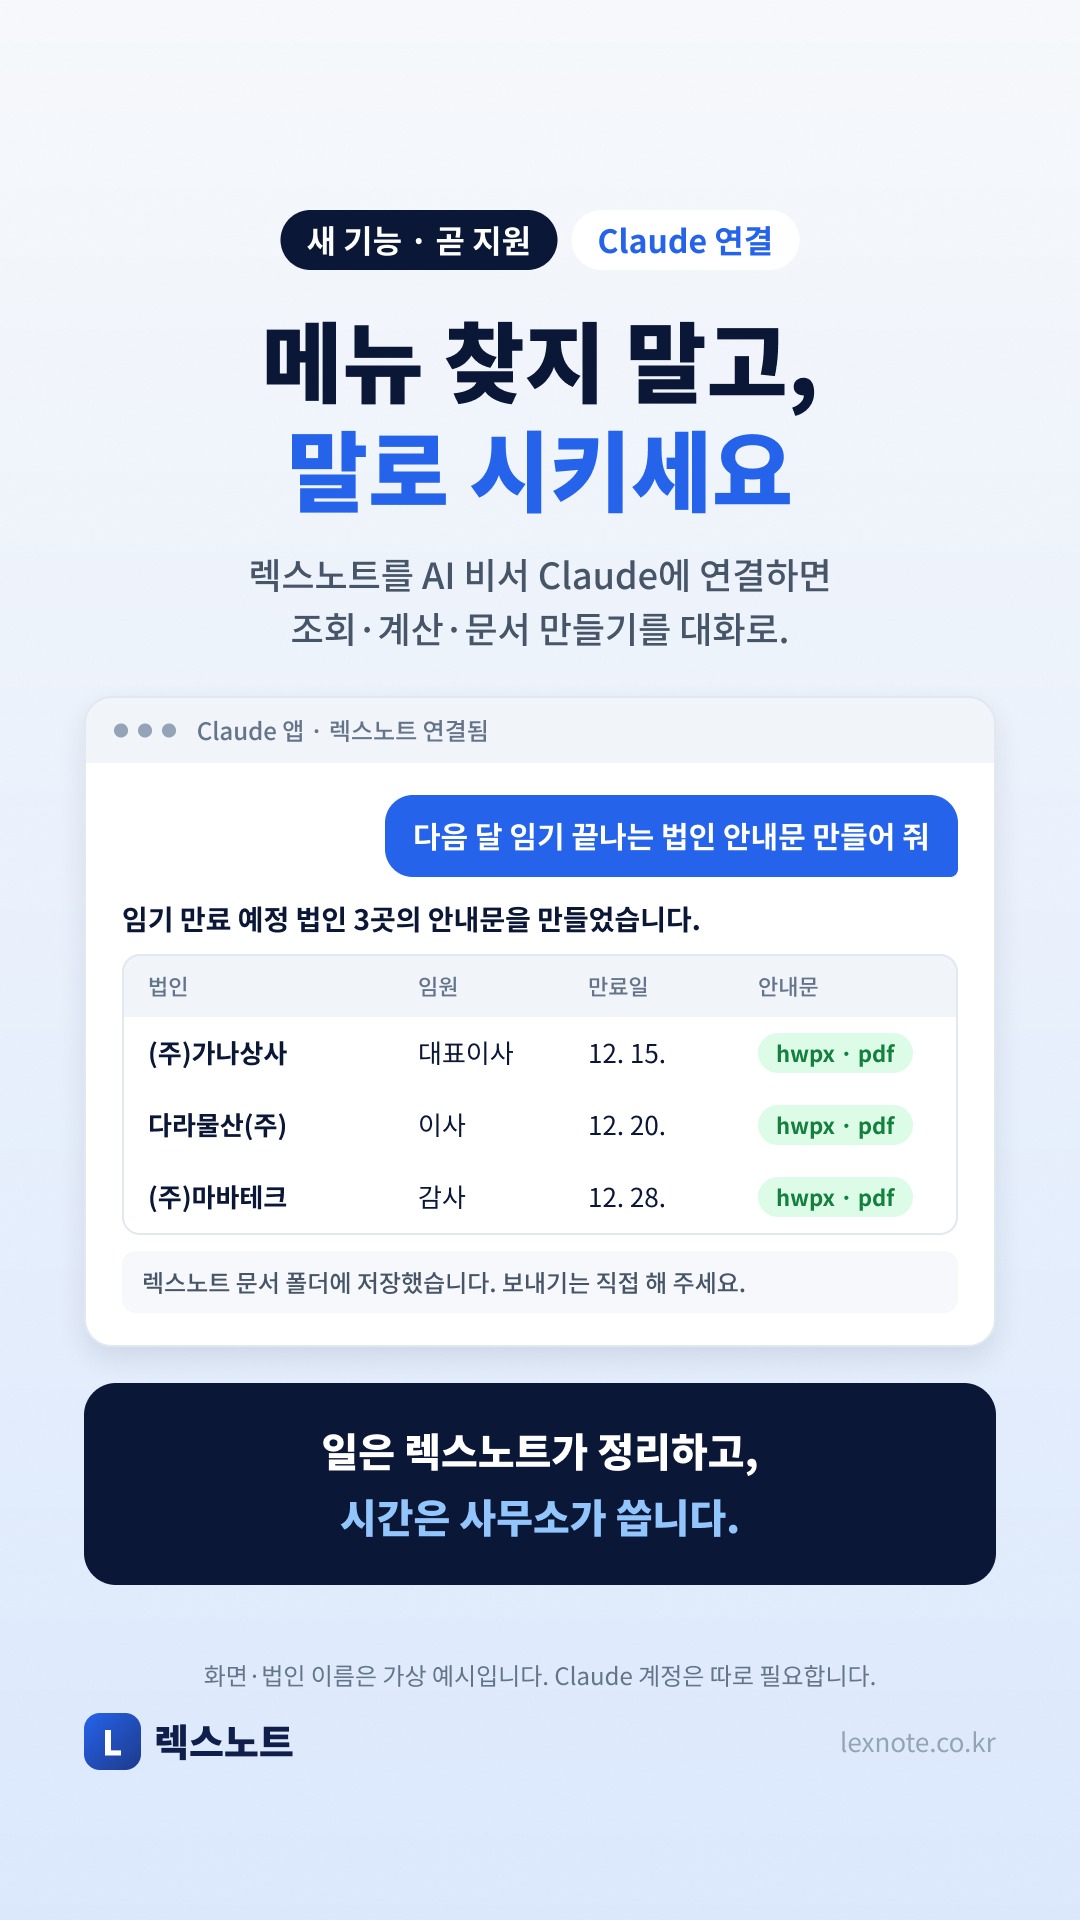 새 기능 · 곧 지원
Claude 연결
메뉴 찾지 말고,
말로 시키세요
렉스노트를 AI 비서 Claude에 연결하면
조회·계산·문서 만들기를 대화로.
Claude 앱 · 렉스노트 연결됨
다음 달 임기 끝나는 법인 안내문 만들어 줘
임기 만료 예정 법인 3곳의 안내문을 만들었습니다.
법인 임원 만료일 안내문
(주)가나상사 대표이사 12. 15. hwpx · pdf
다라물산(주) 이사 12. 20. hwpx · pdf
(주)마바테크 감사 12. 28. hwpx · pdf
렉스노트 문서 폴더에 저장했습니다. 보내기는 직접 해 주세요.
일은 렉스노트가 정리하고,
시간은 사무소가 씁니다.
화면·법인 이름은 가상 예시입니다. Claude 계정은 따로 필요합니다.
L 렉스노트
lexnote.co.kr